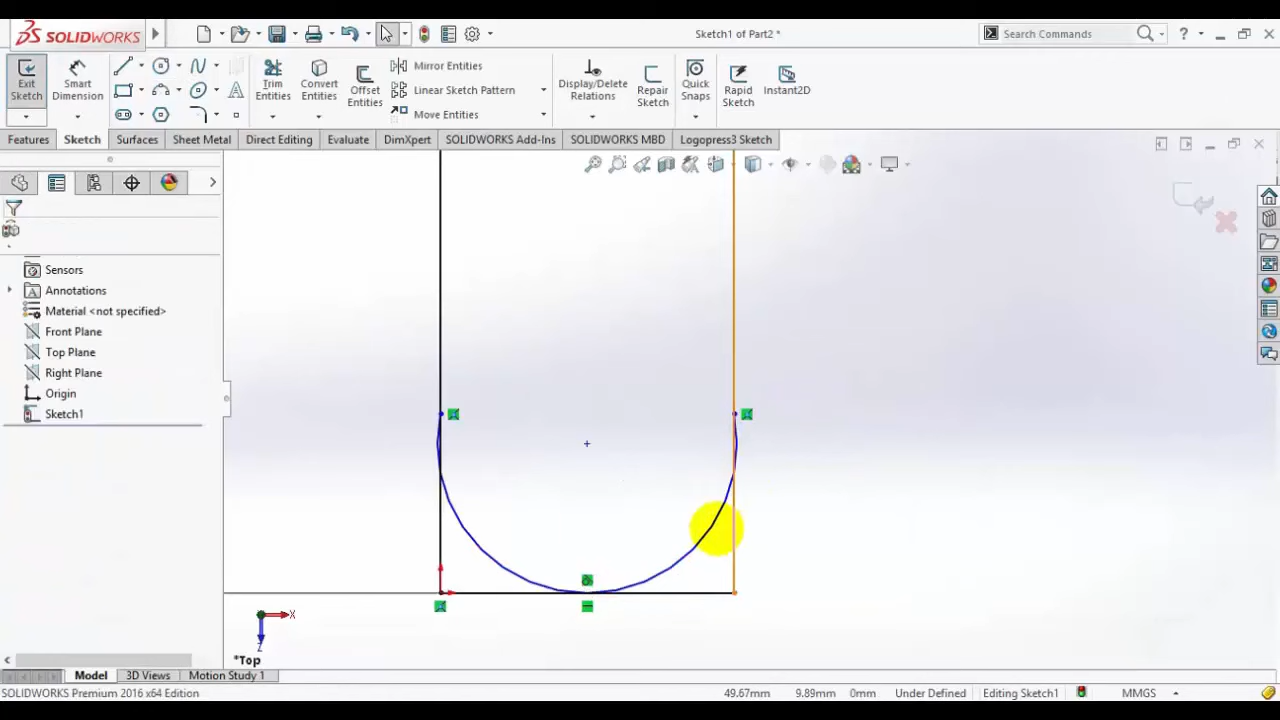 SOLIDWORKS
Sketch1 of Part2 *
Search Commands
Exit Sketch
Smart Dimension
Trim Entities
Convert Entities
Offset Entities
Mirror Entities
Linear Sketch Pattern
Move Entities
Display/Delete Relations
Repair Sketch
Quick Snaps
Rapid Sketch
Instant2D
Features
Sketch
Surfaces
Sheet Metal
Direct Editing
Evaluate
DimXpert
SOLIDWORKS Add-Ins
SOLIDWORKS MBD
Logopress3 Sketch
Sensors
Annotations
Material <not specified>
Front Plane
Top Plane
Right Plane
Origin
Sketch1
X
Z
*Top
Model
3D Views
Motion Study 1
SOLIDWORKS Premium 2016 x64 Edition
49.67mm
9.89mm
0mm
Under Defined
Editing Sketch1
MMGS